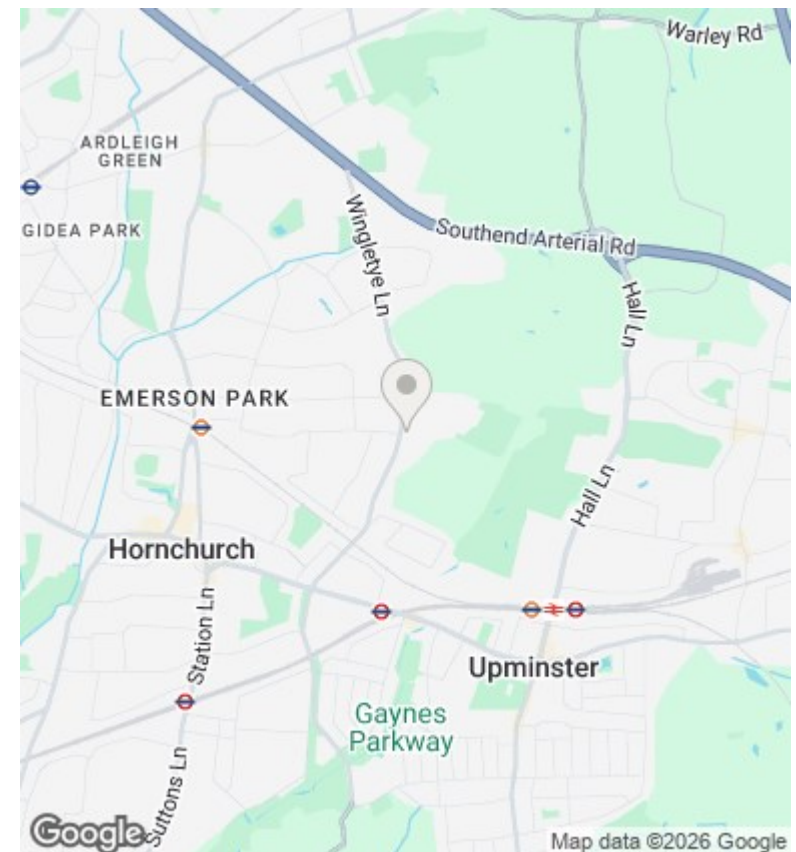 Warley Rd
ARDLEIGH
GREEN
GIDEA PARK
Wingletye Ln
Southend Arterial Rd
Hall Ln
EMERSON PARK
Hall Ln
Hornchurch
Station Ln
Upminster
Gaynes
Parkway
Suttons Ln
Google
Map data ©2026 Google